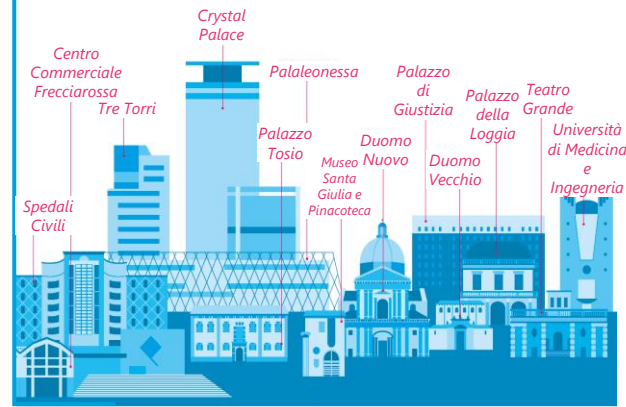 Crystal
Palace
Centro
Commerciale
Frecciarossa
Tre Torri
Palaleonessa
Palazzo
di
Giustizia
Palazzo
della
Loggia
Teatro
Grande
Università
di Medicina
e
Ingegneria
Palazzo
Tosio
Museo
Santa
Giulia e
Pinacoteca
Duomo
Nuovo
Duomo
Vecchio
Spedali
Civili